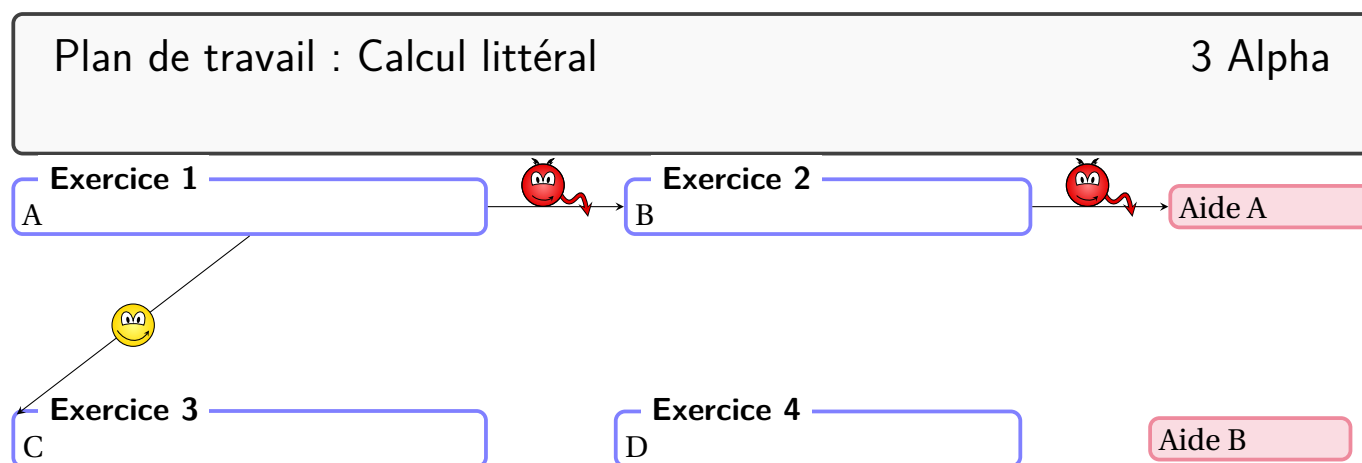 Plan de travail : Calcul littéral 3 Alpha
Exercice 1 Exercice 2
A B Aide A
Exercice 3 Exercice 4
C D Aide B